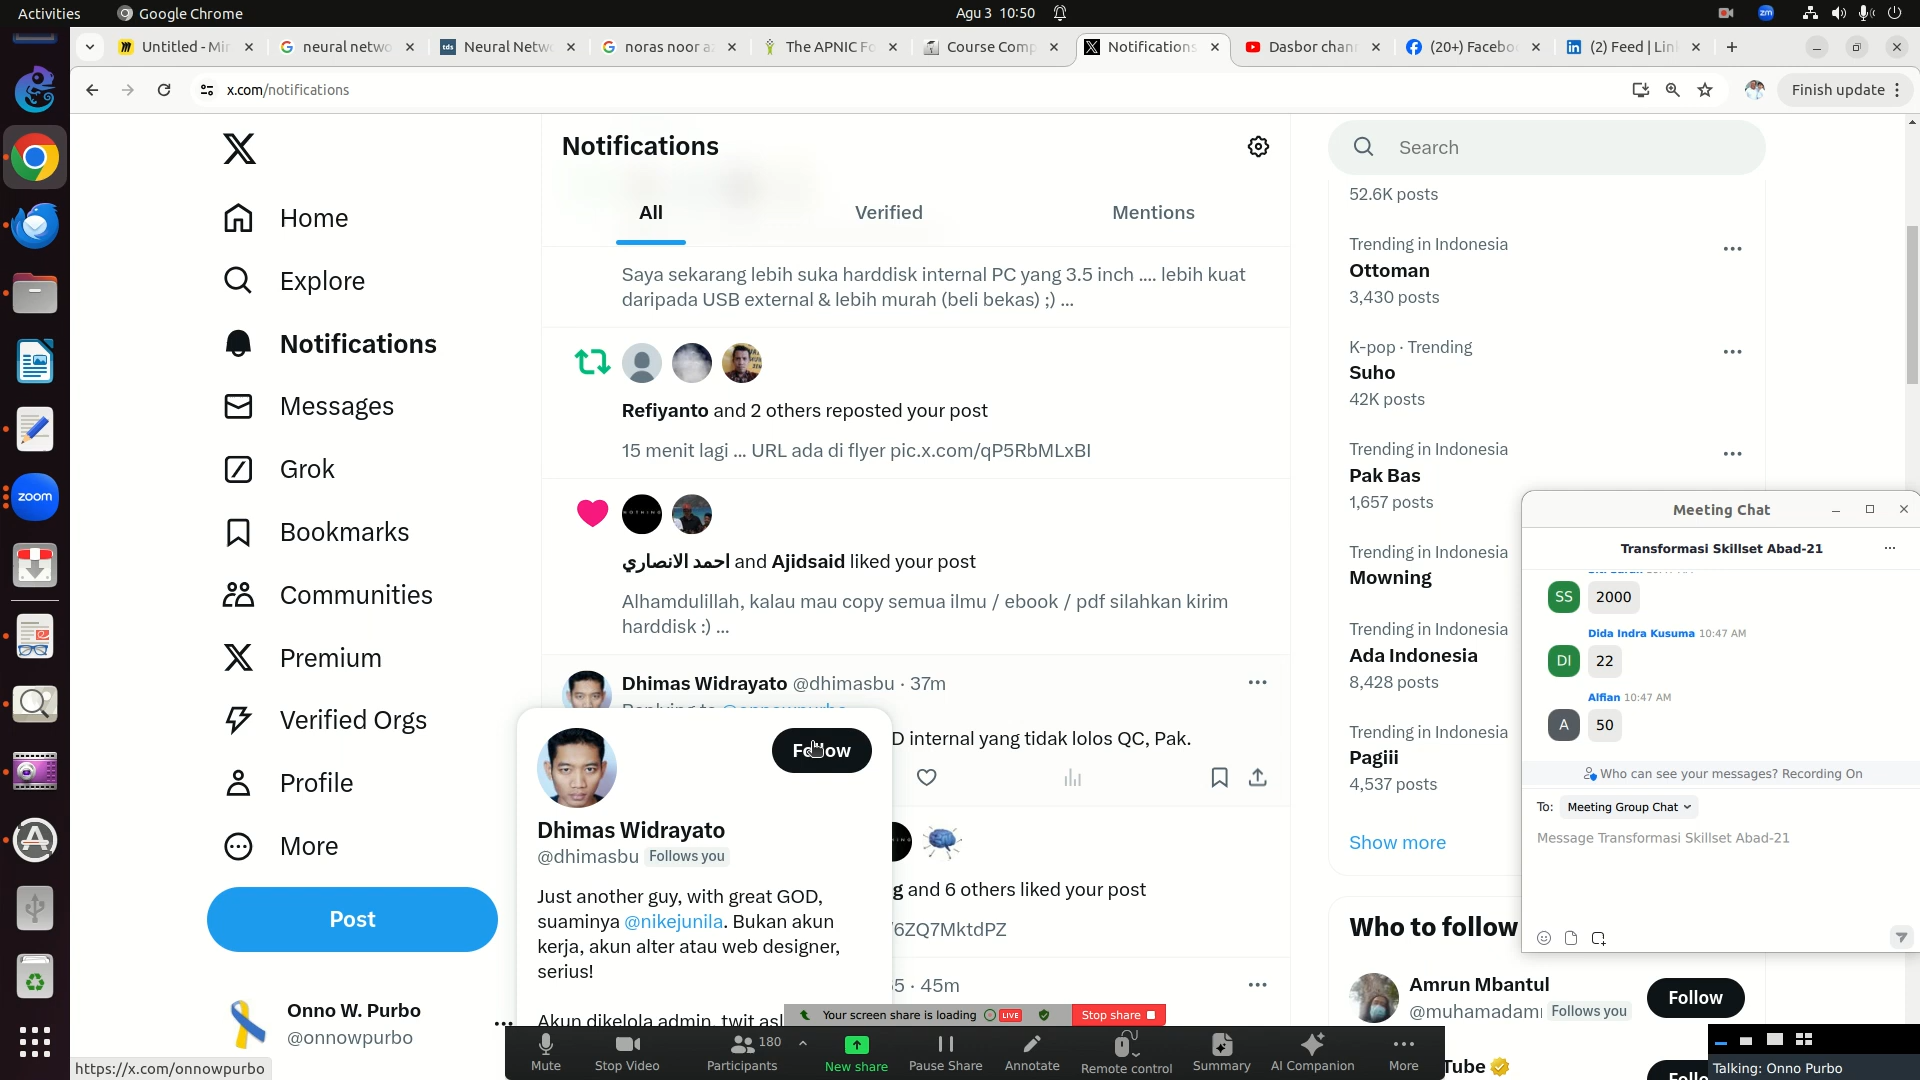 Activities
Google Chrome
Agu 3 10:50
zm
Untitled - Mir
neural netwo
Neural Netw
noras noor a
The APNIC Fo
Course Comp
Notifications
Dasbor chan
(20+) Facebo
(2) Feed | Lin
x.com/notifications
Finish update
Home
Explore
Notifications
Messages
Grok
Bookmarks
Communities
Premium
Verified Orgs
Profile
More
Post
Onno W. Purbo
@onnowpurbo
https://x.com/onnowpurbo
zoom
Notifications
All
Verified
Mentions
Saya sekarang lebih suka harddisk internal PC yang 3.5 inch .... lebih kuat
daripada USB external & lebih murah (beli bekas) ;) ...
Refiyanto and 2 others reposted your post
15 menit lagi ... URL ada di flyer pic.x.com/qP5RbMLxBI
احمد الانصاري and Ajidsaid liked your post
Alhamdulillah, kalau mau copy semua ilmu / ebook / pdf silahkan kirim
harddisk :) ...
Dhimas Widrayato @dhimasbu · 37m
D internal yang tidak lolos QC, Pak.
Follow
Dhimas Widrayato
@dhimasbu Follows you
Just another guy, with great GOD,
suaminya @nikejunila. Bukan akun
kerja, akun alter atau web designer,
serius!
Akun dikelola admin, twit asl
g and 6 others liked your post
6ZQ7MktdPZ
5 · 45m
Search
52.6K posts
Trending in Indonesia
Ottoman
3,430 posts
K-pop · Trending
Suho
42K posts
Trending in Indonesia
Pak Bas
1,657 posts
Trending in Indonesia
Mowning
Trending in Indonesia
Ada Indonesia
8,428 posts
Trending in Indonesia
Pagiii
4,537 posts
Show more
Who to follow
Amrun Mbantul
@muhamadam Follows you
Follow
Tube
Meeting Chat
Transformasi Skillset Abad-21
SS
2000
Dida Indra Kusuma 10:47 AM
DI
22
Alfian 10:47 AM
A
50
Who can see your messages? Recording On
To: Meeting Group Chat
Message Transformasi Skillset Abad-21
Your screen share is loading
LIVE
Stop share
Mute
Stop Video
Participants
180
New share
Pause Share
Annotate
Remote control
Summary
AI Companion
More
Talking: Onno Purbo